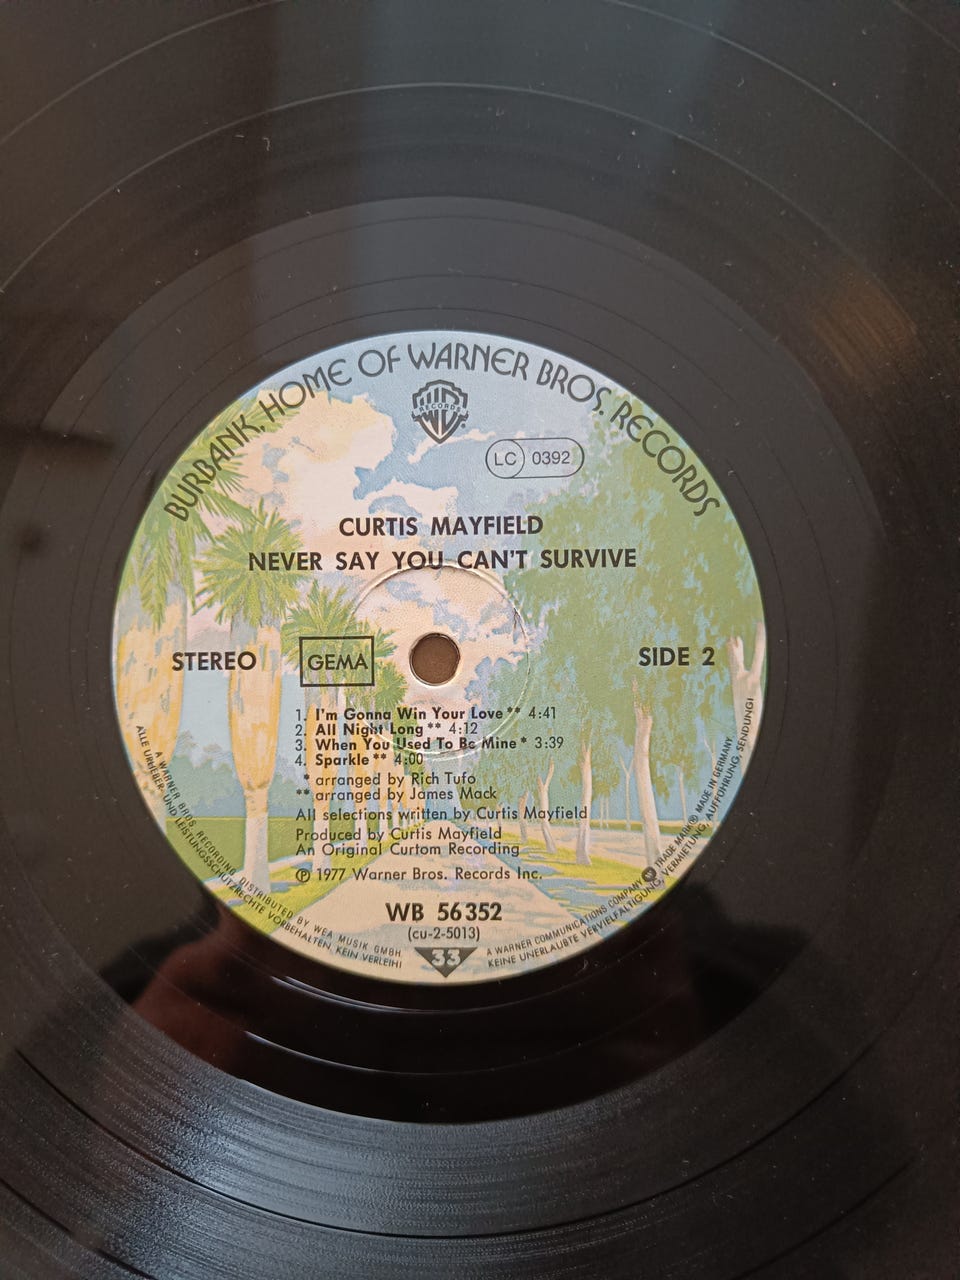 BURBANK, HOME OF WARNER BROS. RECORDS
W
RECORDS
LC 0392
CURTIS MAYFIELD
NEVER SAY YOU CAN'T SURVIVE
STEREO
GEMA
SIDE 2
1. I'm Gonna Win Your Love ** 4:41
2. All Night Long ** 4:12
3. When You Used To Be Mine * 3:39
4. Sparkle ** 4:00
* arranged by Rich Tufo
** arranged by James Mack
All selections written by Curtis Mayfield
Produced by Curtis Mayfield
An Original Curtom Recording
℗ 1977 Warner Bros. Records Inc.
WB 56 352
(CU-2-5013)
33
A WARNER BROS. RECORDING DISTRIBUTED BY WEA MUSIK GMBH. A WARNER COMMUNICATIONS COMPANY TRADE MARK® MADE IN GERMANY.
ALLE URHEBER- UND LEISTUNGSSCHUTZRECHTE VORBEHALTEN. KEIN VERLEIH! KEINE UNERLAUBTE VERVIELFÄLTIGUNG, VERMIETUNG, AUFFÜHRUNG, SENDUNG!